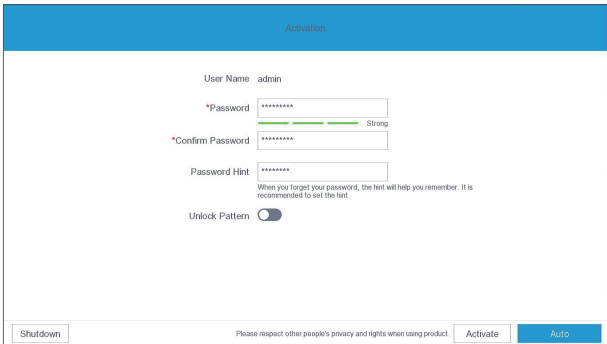 Activation
User Name admin
*Password *********
Strong
*Confirm Password *********
Password Hint ********
When you forget your password, the hint will help you remember. It is
recommended to set the hint.
Unlock Pattern
Shutdown Please respect other people's privacy and rights when using product. Activate Auto